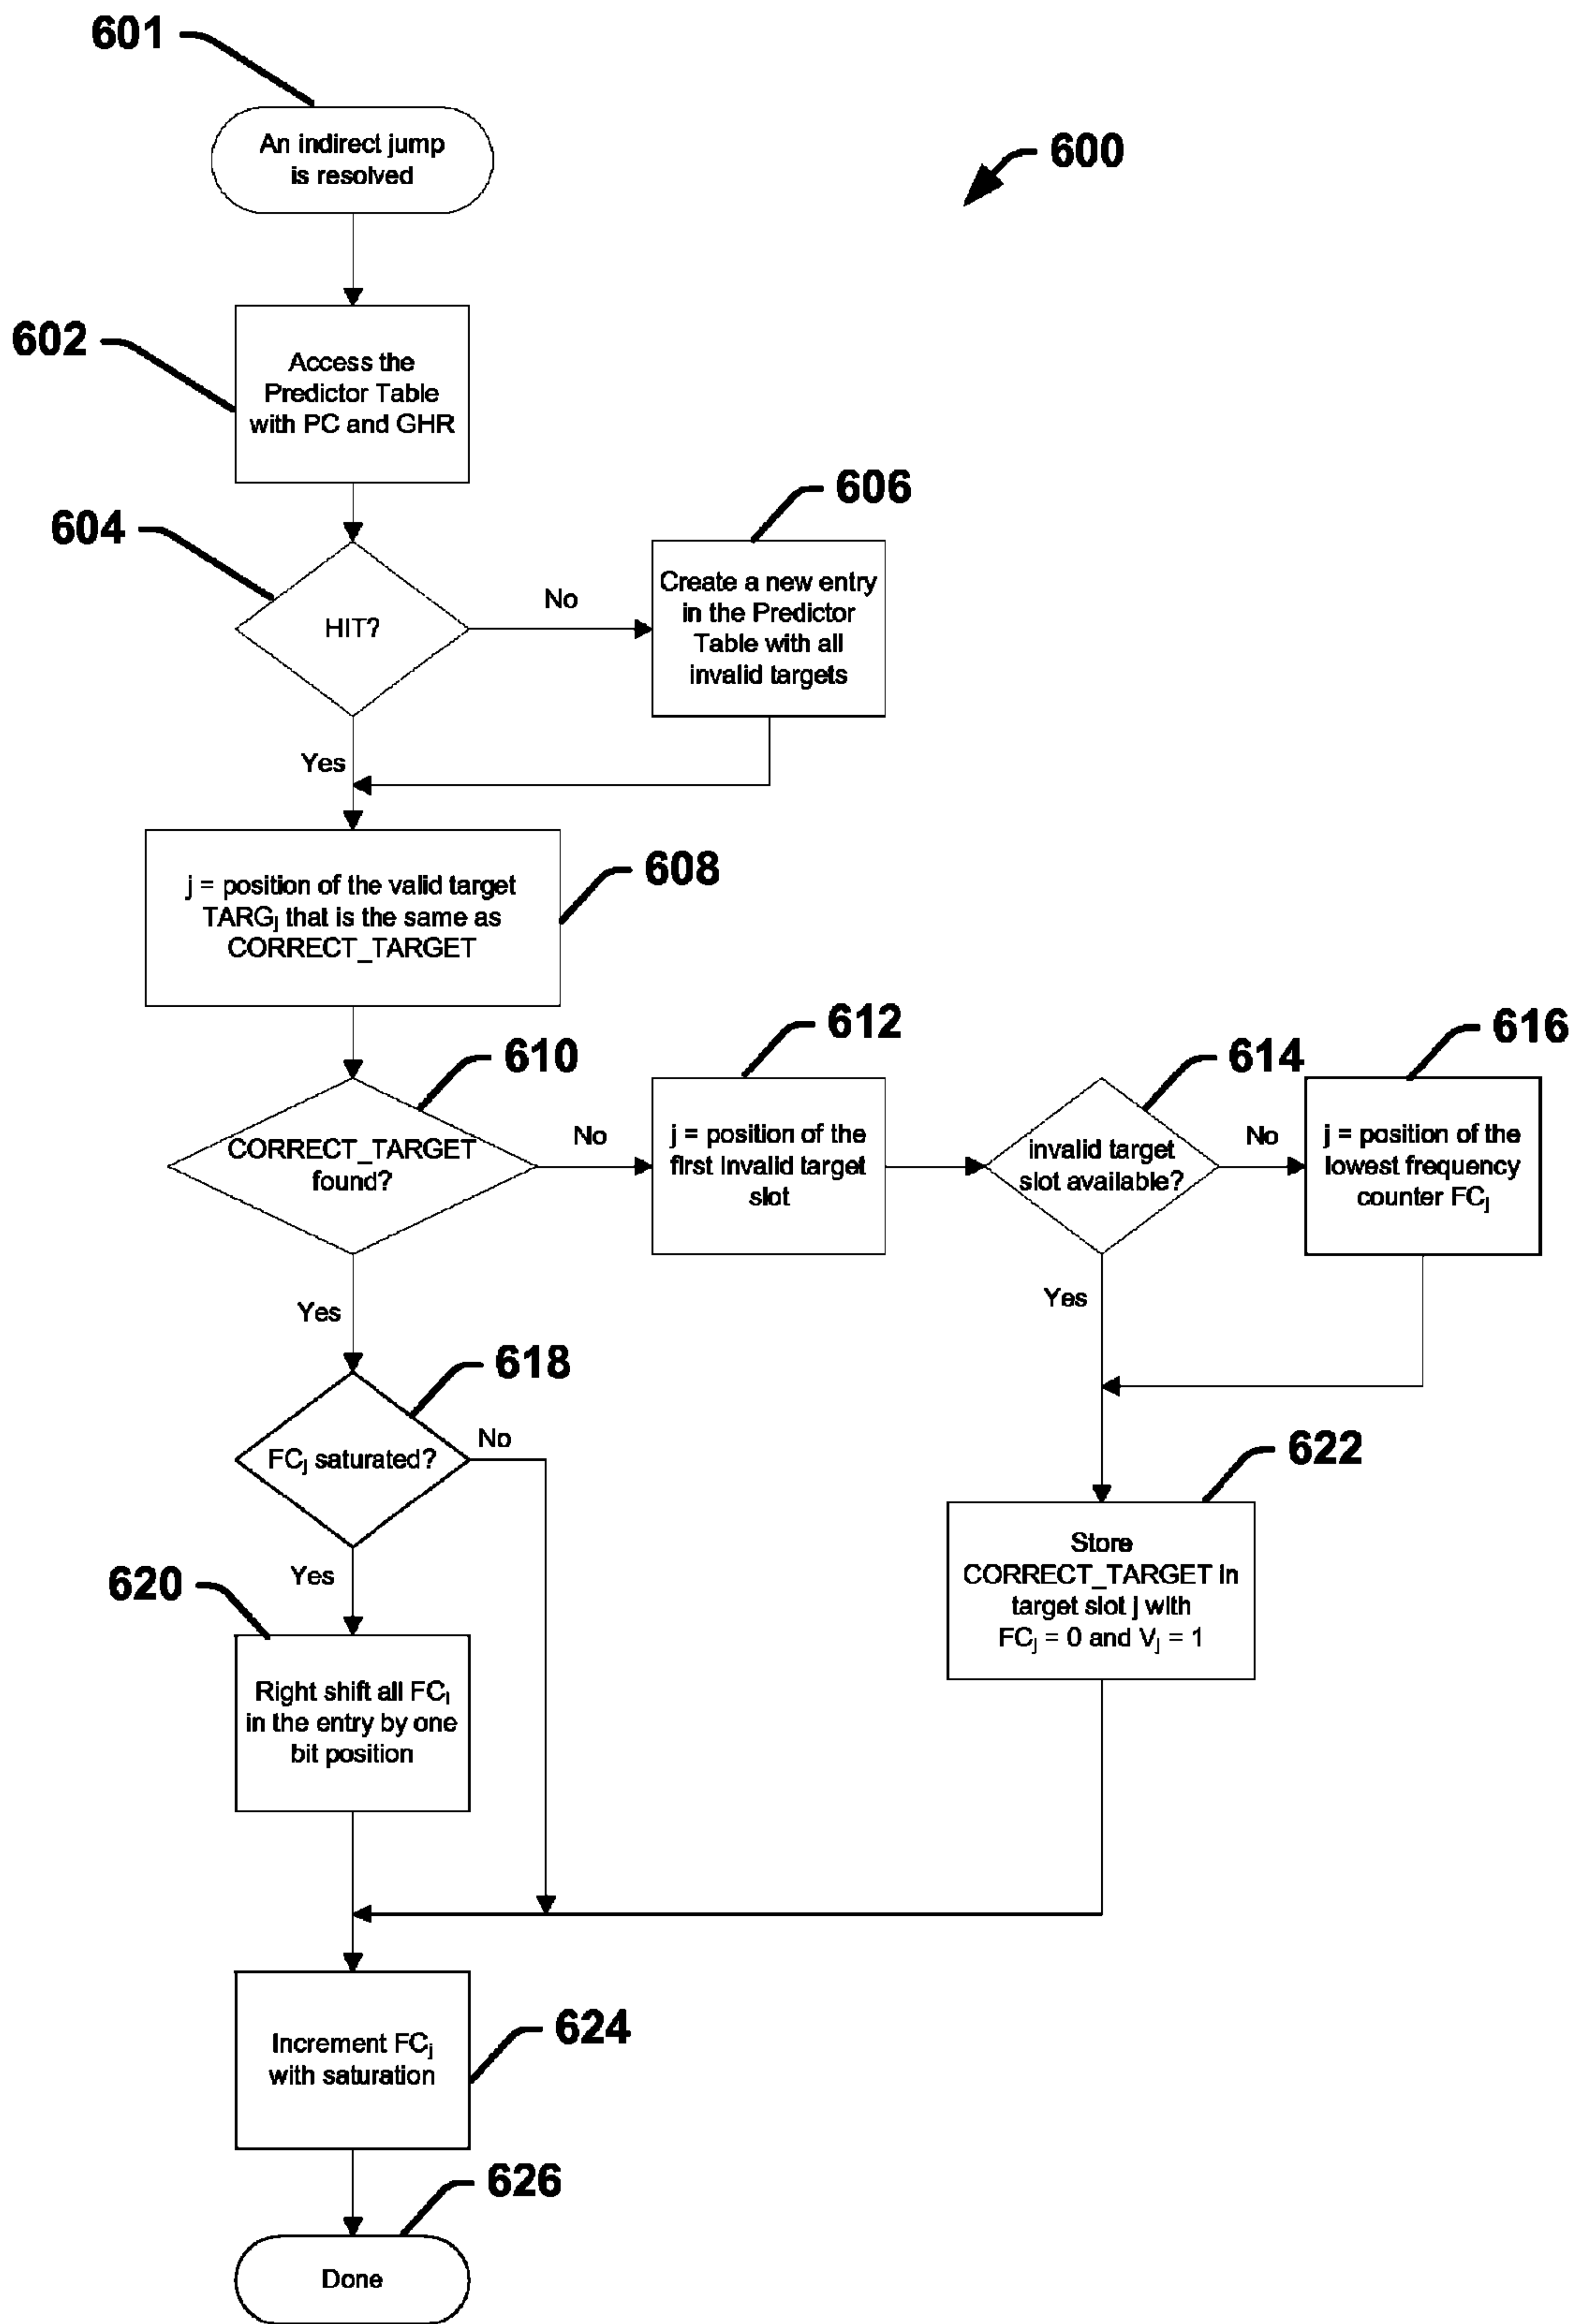 601
An indirect jump
is resolved
600
602
Access the
Predictor Table
with PC and GHR
604
HIT?
No
606
Create a new entry
in the Predictor
Table with all
invalid targets
Yes
608
j = position of the valid target
TARGj that is the same as
CORRECT_TARGET
610
CORRECT_TARGET
found?
No
612
j = position of the
first invalid target
slot
614
invalid target
slot available?
No
616
j = position of the
lowest frequency
counter FCj
Yes
Yes
618
FCj saturated?
No
622
Store
CORRECT_TARGET in
target slot j with
FCj = 0 and Vj = 1
Yes
620
Right shift all FCi
in the entry by one
bit position
624
Increment FCj
with saturation
626
Done